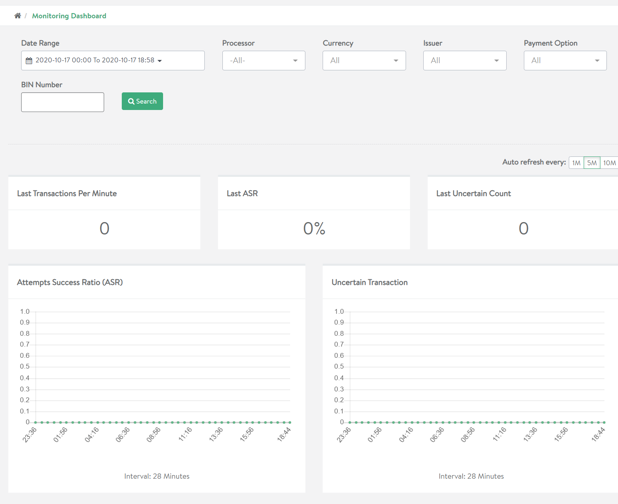 / Monitoring Dashboard
Date Range Processor Currency Issuer Payment Option
2020-10-17 00:00 To 2020-10-17 18:58 -All- All All All
BIN Number
Search
Auto refresh every: 1M 5M 10M
Last Transactions Per Minute Last ASR Last Uncertain Count
0 0% 0
Attempts Success Ratio (ASR) Uncertain Transaction
1.0 1.0
0.9 0.9
0.8 0.8
0.7 0.7
0.6 0.6
0.5 0.5
0.4 0.4
0.3 0.3
0.2 0.2
0.1 0.1
0 0
23:36 01:56 04:16 06:36 08:56 11:16 13:36 15:56 18:44 23:36 01:56 04:16 06:36 08:56 11:16 13:36 15:56 18:44
Interval: 28 Minutes Interval: 28 Minutes